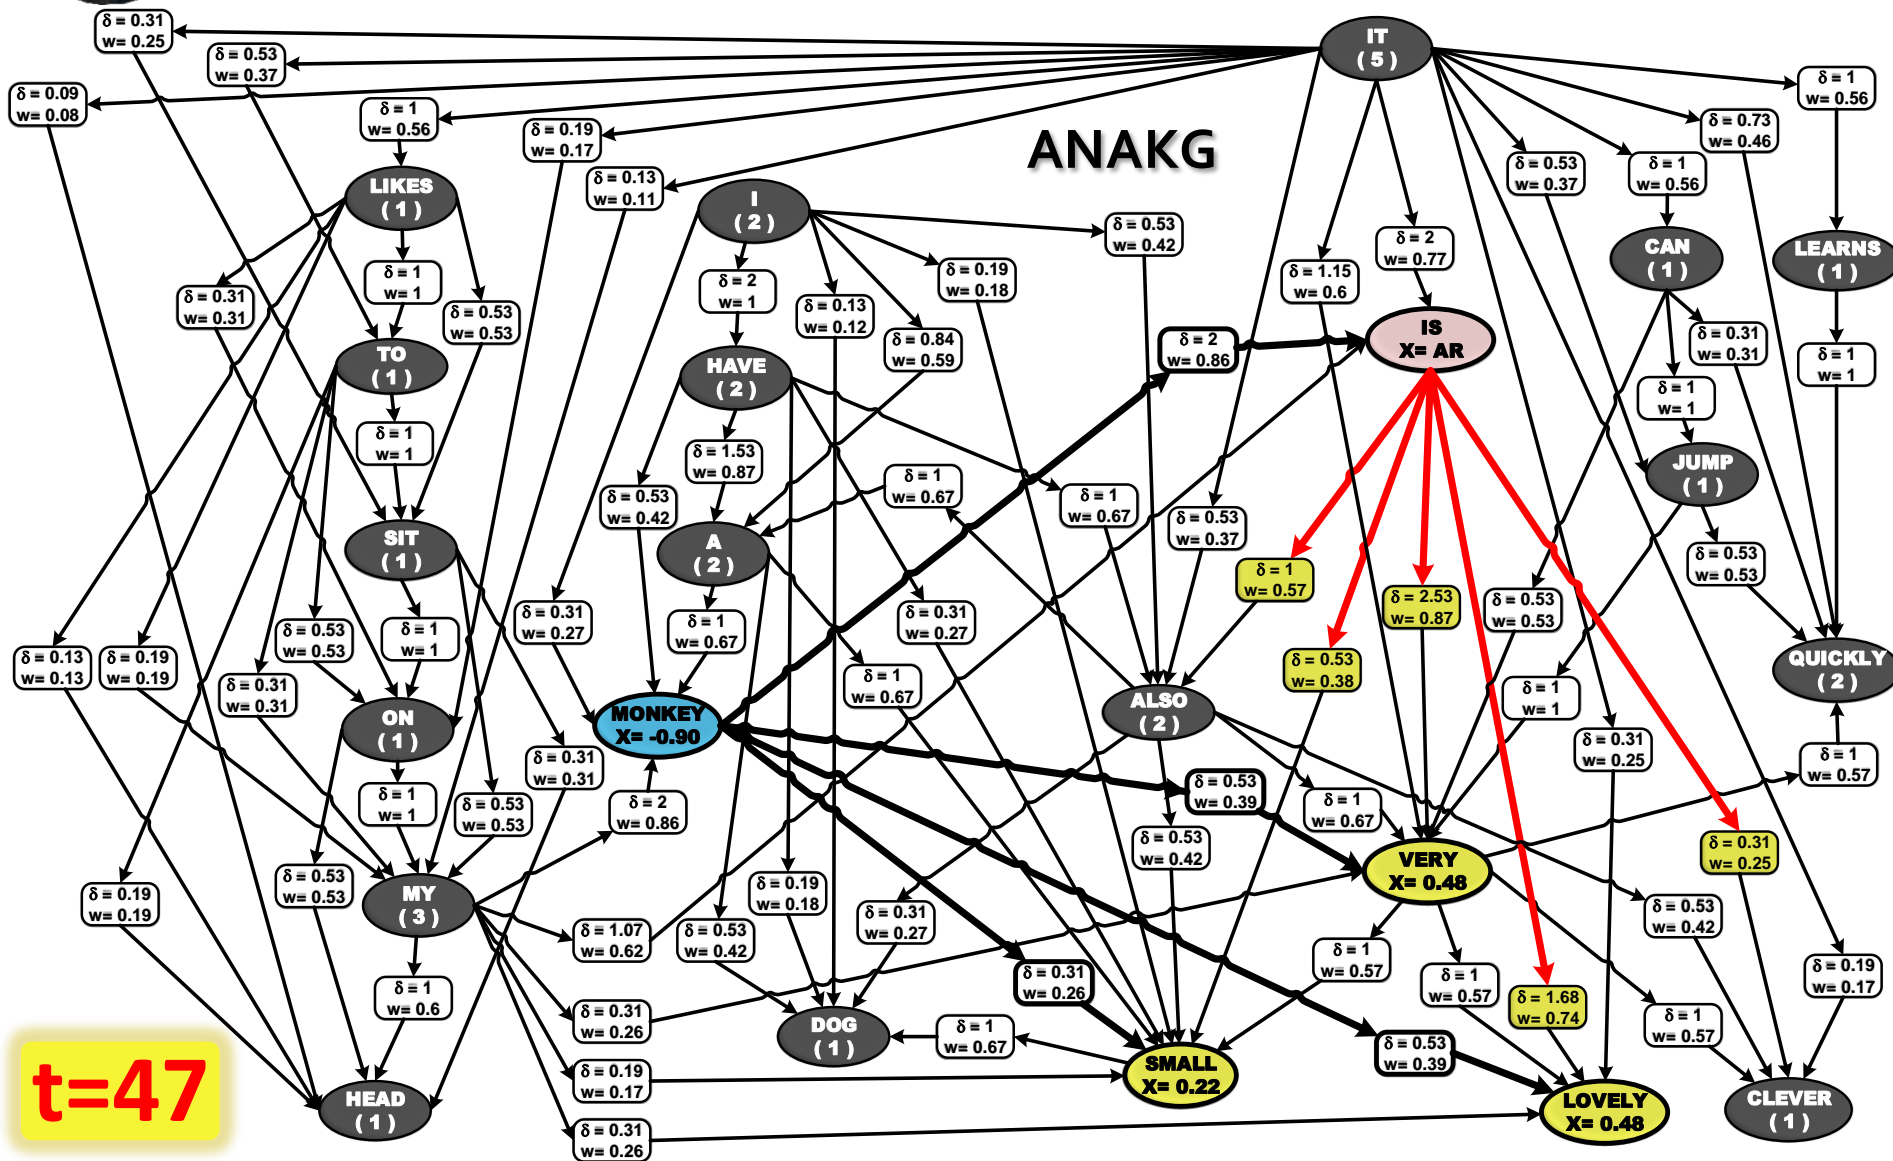 δ = 0.31
w= 0.25
IT
( 5 )
δ = 0.53
w= 0.37
δ = 0.09
w= 0.08
δ = 1
w= 0.56
δ = 1
w= 0.56
δ = 0.19
w= 0.17
δ = 0.73
w= 0.46
ANAKG
δ = 0.53
w= 0.37
δ = 1
w= 0.56
δ = 0.13
w= 0.11
LIKES
( 1 )
I
( 2 )
δ = 0.53
w= 0.42
δ = 2
w= 0.77
CAN
( 1 )
LEARNS
( 1 )
δ = 1
w= 1
δ = 0.31
w= 0.31
δ = 0.53
w= 0.53
δ = 2
w= 1
δ = 0.13
w= 0.12
δ = 0.19
w= 0.18
δ = 1.15
w= 0.6
δ = 0.84
w= 0.59
δ = 2
w= 0.86
IS
X= AR
δ = 0.31
w= 0.31
δ = 1
w= 1
TO
( 1 )
HAVE
( 2 )
δ = 1
w= 1
δ = 1
w= 1
δ = 1.53
w= 0.87
δ = 1
w= 0.67
JUMP
( 1 )
δ = 0.53
w= 0.42
δ = 1
w= 0.67
δ = 0.53
w= 0.37
SIT
( 1 )
A
( 2 )
δ = 1
w= 0.57
δ = 0.53
w= 0.53
δ = 2.53
w= 0.87
δ = 0.53
w= 0.53
δ = 0.53
w= 0.53
δ = 1
w= 1
δ = 0.31
w= 0.27
δ = 1
w= 0.67
δ = 0.31
w= 0.27
δ = 0.13
w= 0.13
δ = 0.19
w= 0.19
δ = 0.31
w= 0.31
δ = 1
w= 0.67
δ = 0.53
w= 0.38
QUICKLY
( 2 )
ON
( 1 )
MONKEY
X= -0.90
ALSO
( 2 )
δ = 1
w= 1
δ = 0.31
w= 0.25
δ = 0.31
w= 0.31
δ = 1
w= 0.57
δ = 1
w= 1
δ = 0.53
w= 0.53
δ = 2
w= 0.86
δ = 0.53
w= 0.39
δ = 1
w= 0.67
δ = 0.53
w= 0.42
VERY
X= 0.48
δ = 0.31
w= 0.25
δ = 0.19
w= 0.19
δ = 0.53
w= 0.53
MY
( 3 )
δ = 0.19
w= 0.18
δ = 0.53
w= 0.42
δ = 1.07
w= 0.62
δ = 0.53
w= 0.42
δ = 0.31
w= 0.27
δ = 1
w= 0.57
δ = 1
w= 0.6
δ = 0.31
w= 0.26
δ = 1
w= 0.57
δ = 0.19
w= 0.17
δ = 0.31
w= 0.26
DOG
( 1 )
δ = 1
w= 0.67
δ = 1.68
w= 0.74
δ = 1
w= 0.57
δ = 0.53
w= 0.39
t=47
δ = 0.19
w= 0.17
SMALL
X= 0.22
HEAD
( 1 )
δ = 0.31
w= 0.26
LOVELY
X= 0.48
CLEVER
( 1 )